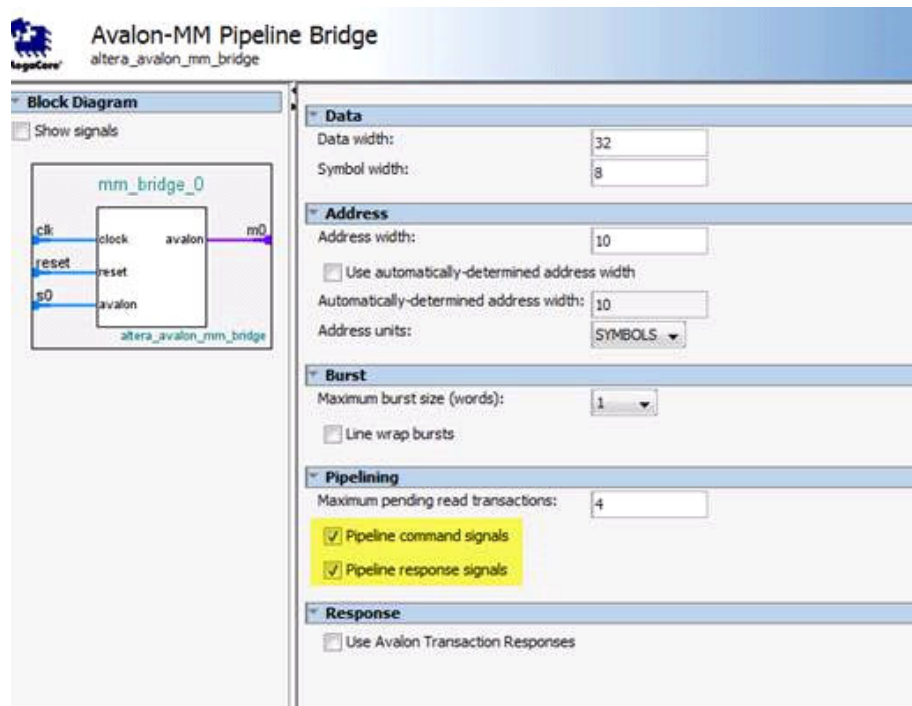 Avalon-MM Pipeline Bridge
altera_avalon_mm_bridge
Block Diagram
Show signals
mm_bridge_0
clk
clock
avalon
m0
reset
reset
s0
avalon
altera_avalon_mm_bridge
Data
Data width:
32
Symbol width:
8
Address
Address width:
10
Use automatically-determined address width
Automatically-determined address width:
10
Address units:
SYMBOLS
Burst
Maximum burst size (words):
1
Line wrap bursts
Pipelining
Maximum pending read transactions:
4
Pipeline command signals
Pipeline response signals
Response
Use Avalon Transaction Responses